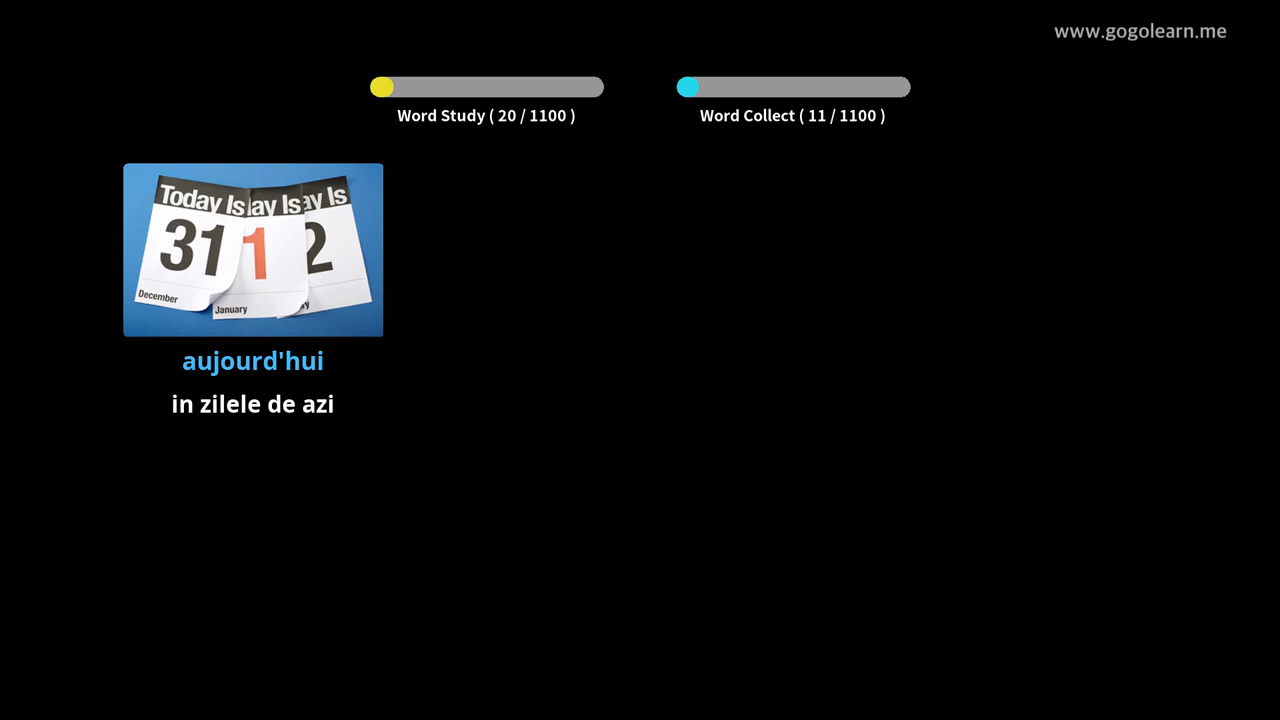 www.gogolearn.me
Word Study ( 20 / 1100 )
Word Collect ( 11 / 1100 )
Today Is
ay Is
ay Is
31
1
2
December
January
aujourd'hui
in zilele de azi